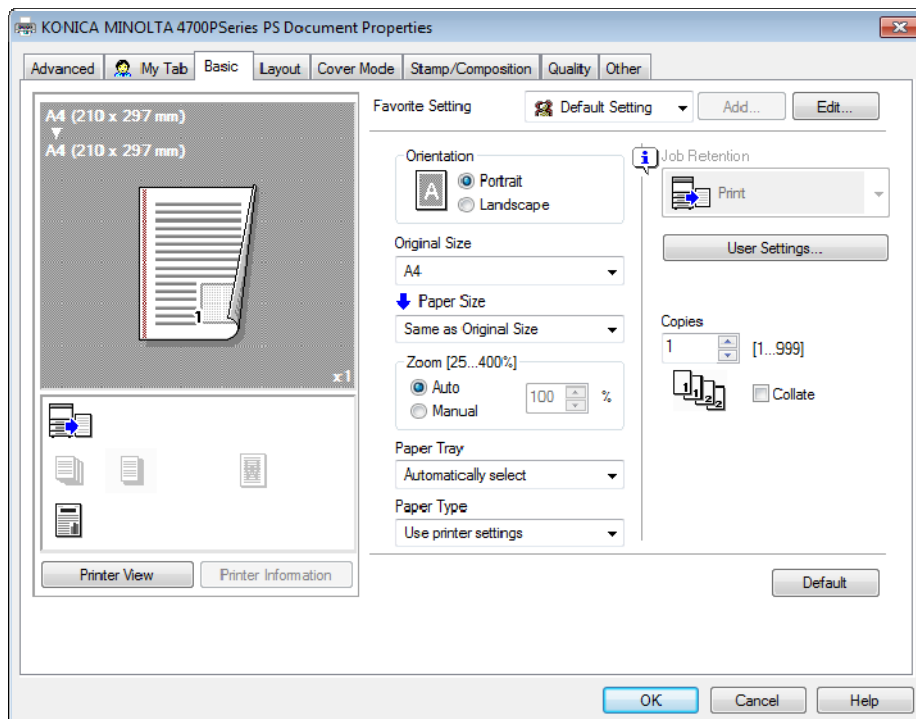 KONICA MINOLTA 4700PSeries PS Document Properties
Advanced
My Tab
Basic
Layout
Cover Mode
Stamp/Composition
Quality
Other
A4 (210 x 297 mm)
A4 (210 x 297 mm)
1
x1
Printer View
Printer Information
Favorite Setting
Default Setting
Add...
Edit...
Orientation
A
Portrait
Landscape
Original Size
A4
Paper Size
Same as Original Size
Zoom [25...400%]
Auto
Manual
100
%
Paper Tray
Automatically select
Paper Type
Use printer settings
Job Retention
Print
User Settings...
Copies
1
[1...999]
1 1 2 2
Collate
Default
OK
Cancel
Help